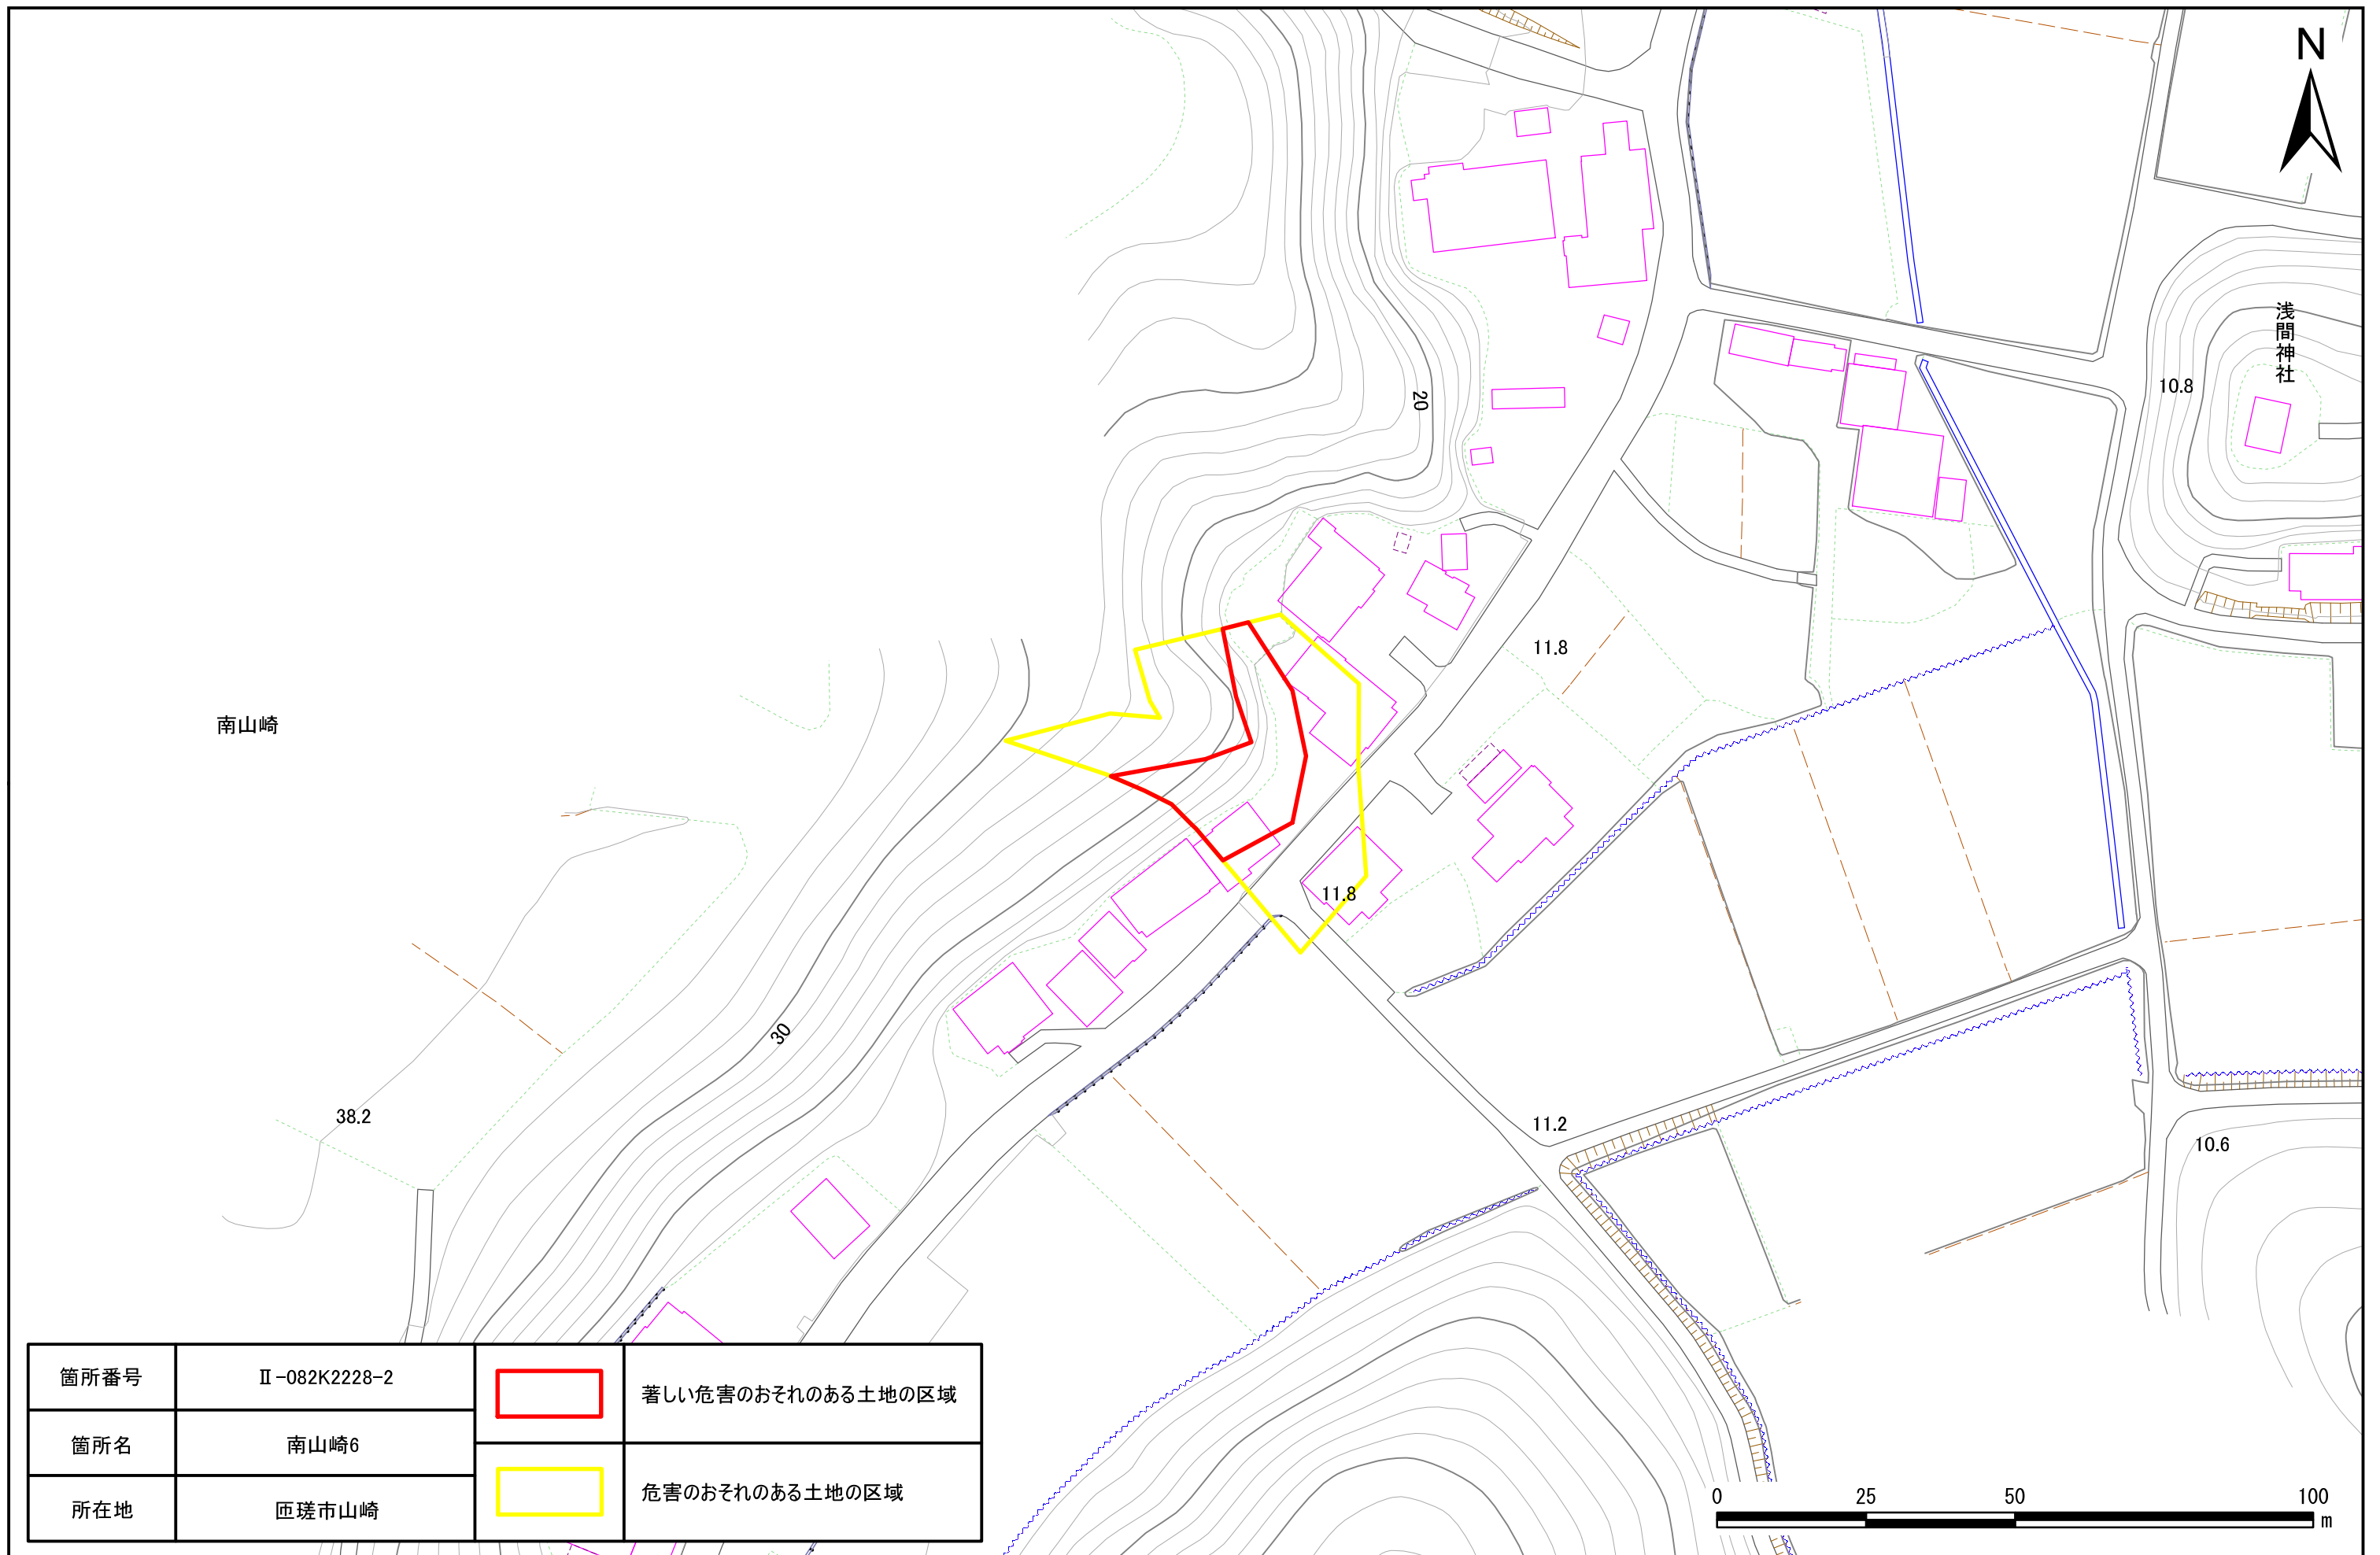 N
浅間神社
10.8
20
11.8
南山崎
11.8
30
38.2
11.2
10.6
箇所番号
Ⅱ-082K2228-2
箇所名
南山崎6
所在地
匝瑳市山崎
著しい危害のおそれのある土地の区域
危害のおそれのある土地の区域
0 25 50 100
m